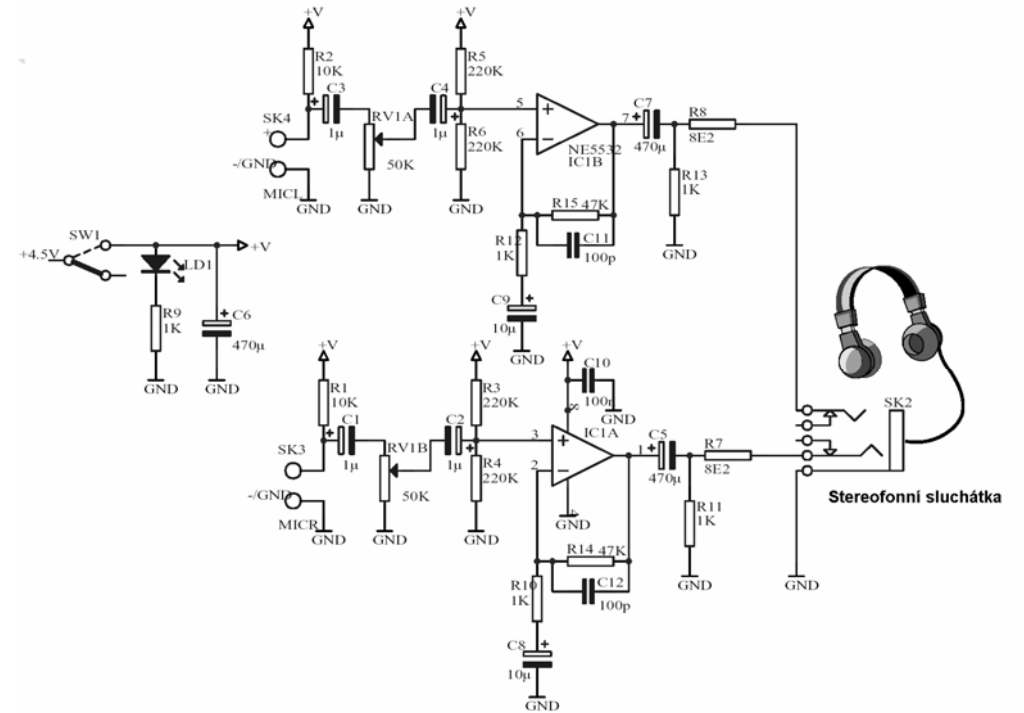 +V
R2
10K
C3
+
1μ
SK4
+
-/GND
MICL
GND
RV1A
50K
GND
+V
C4
+
1μ
R5
220K
R6
220K
GND
5
+
6
−
NE5532
IC1B
7
C7
+
470μ
R8
8E2
R13
1K
GND
R15 47K
C11
100p
R12
1K
C9
+
10μ
GND
SW1
+4.5V
+V
LD1
R9
1K
C6
+
470μ
GND
GND
+V
R1
10K
C1
+
1μ
SK3
-/GND
MICR
GND
RV1B
50K
GND
+V
C2
+
1μ
R3
220K
R4
220K
GND
+V
C10
GND
8
IC1A
3
+
2
−
1
4
GND
C5
+
470μ
R7
8E2
R11
1K
GND
R14 47K
C12
100p
R10
1K
C8
+
10μ
GND
SK2
Stereofonní sluchátka
GND